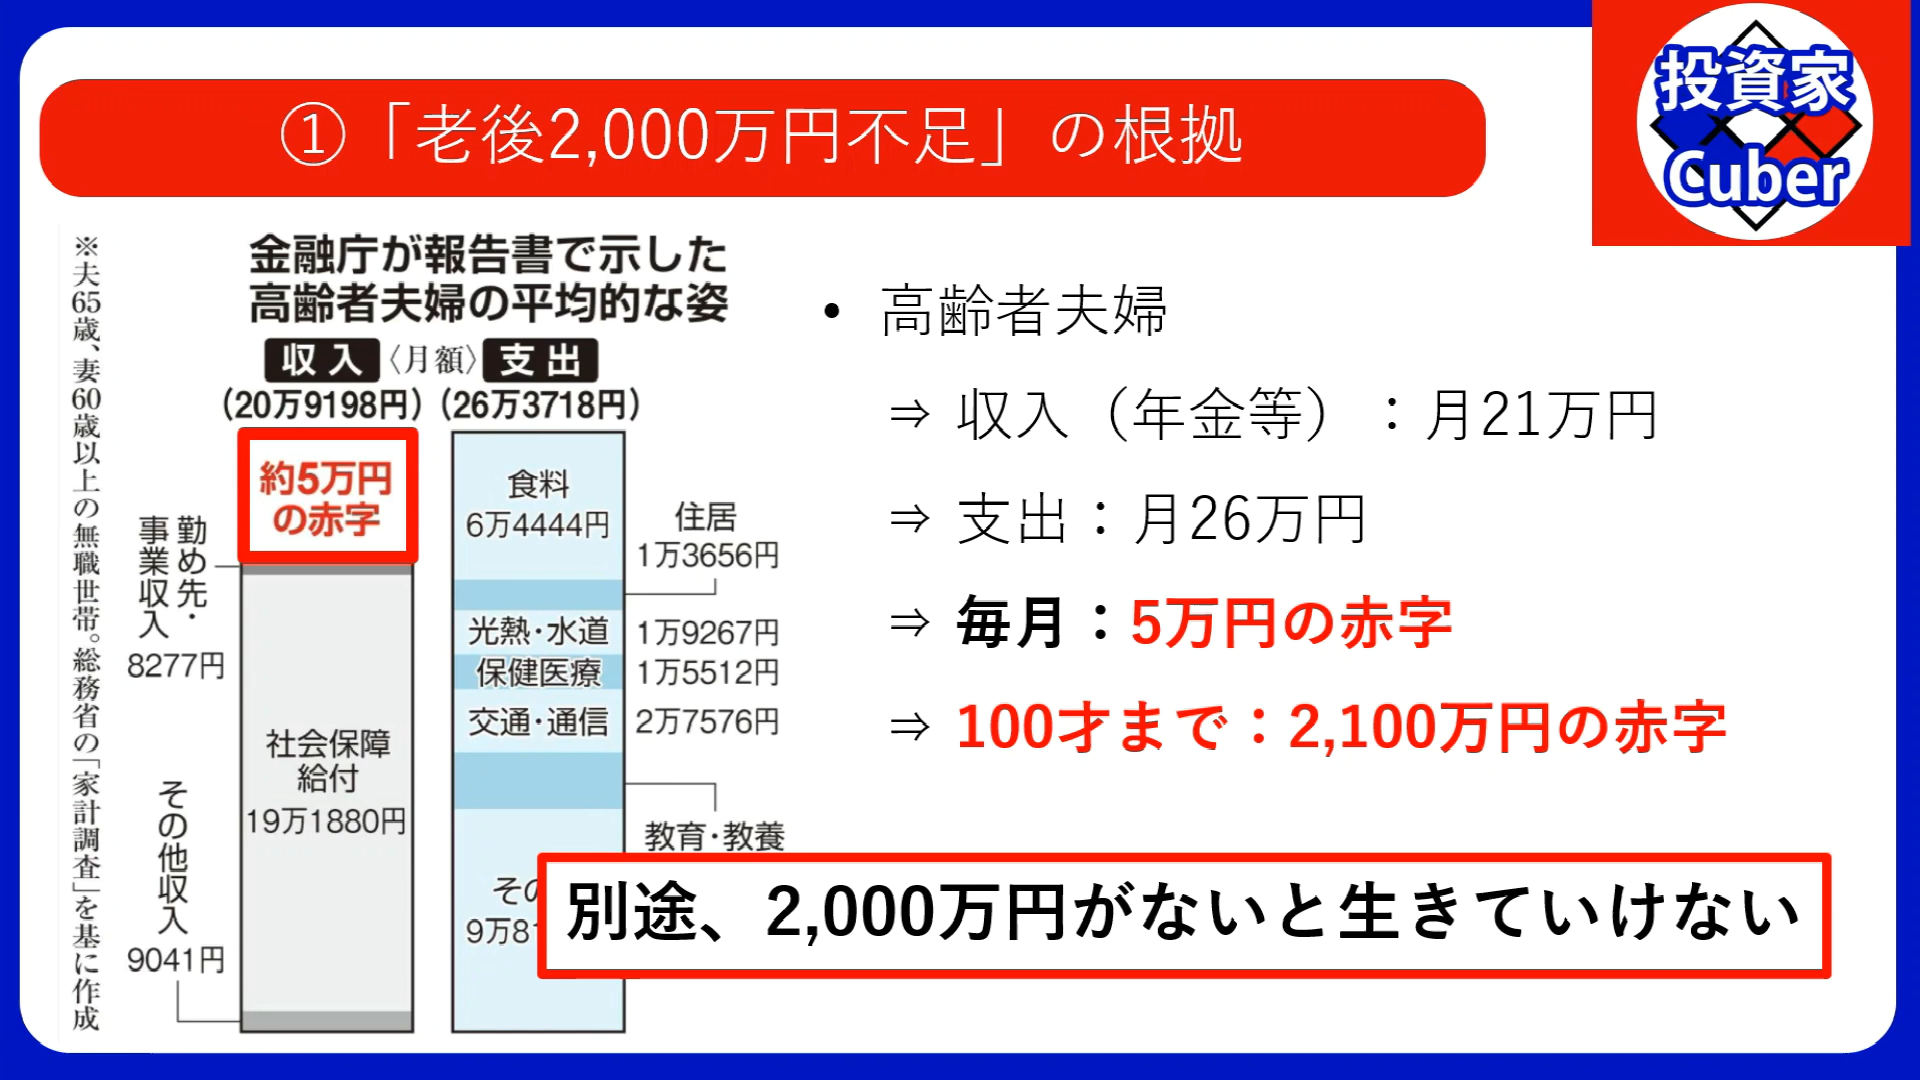 ①「老後2,000万円不足」の根拠
投資家
Cuber
※夫65歳、妻60歳以上の無職世帯。総務省の「家計調査」を基に作成
金融庁が報告書で示した
高齢者夫婦の平均的な姿
収入〈月額〉支出
(20万9198円)(26万3718円)
約5万円
の赤字
勤め先・
事業収入
8277円
社会保障
給付
19万1880円
その他収入
9041円
食料
6万4444円
住居
1万3656円
光熱・水道 1万9267円
保健医療 1万5512円
交通・通信 2万7576円
教育・教養
その
9万8
• 高齢者夫婦
⇒ 収入（年金等）：月21万円
⇒ 支出：月26万円
⇒ 毎月：5万円の赤字
⇒ 100才まで：2,100万円の赤字
別途、2,000万円がないと生きていけない